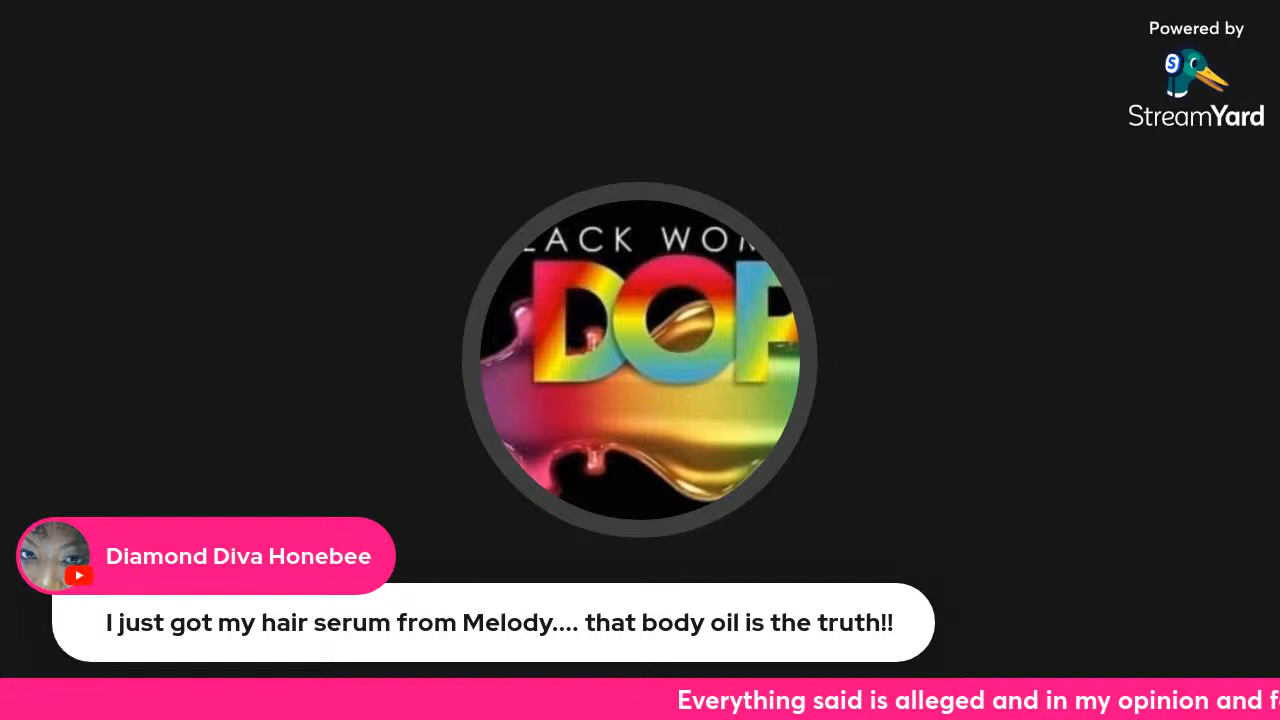 Powered by
S
StreamYard
LACK WOM
DOP
Diamond Diva Honebee
I just got my hair serum from Melody.... that body oil is the truth!!
Everything said is alleged and in my opinion and f